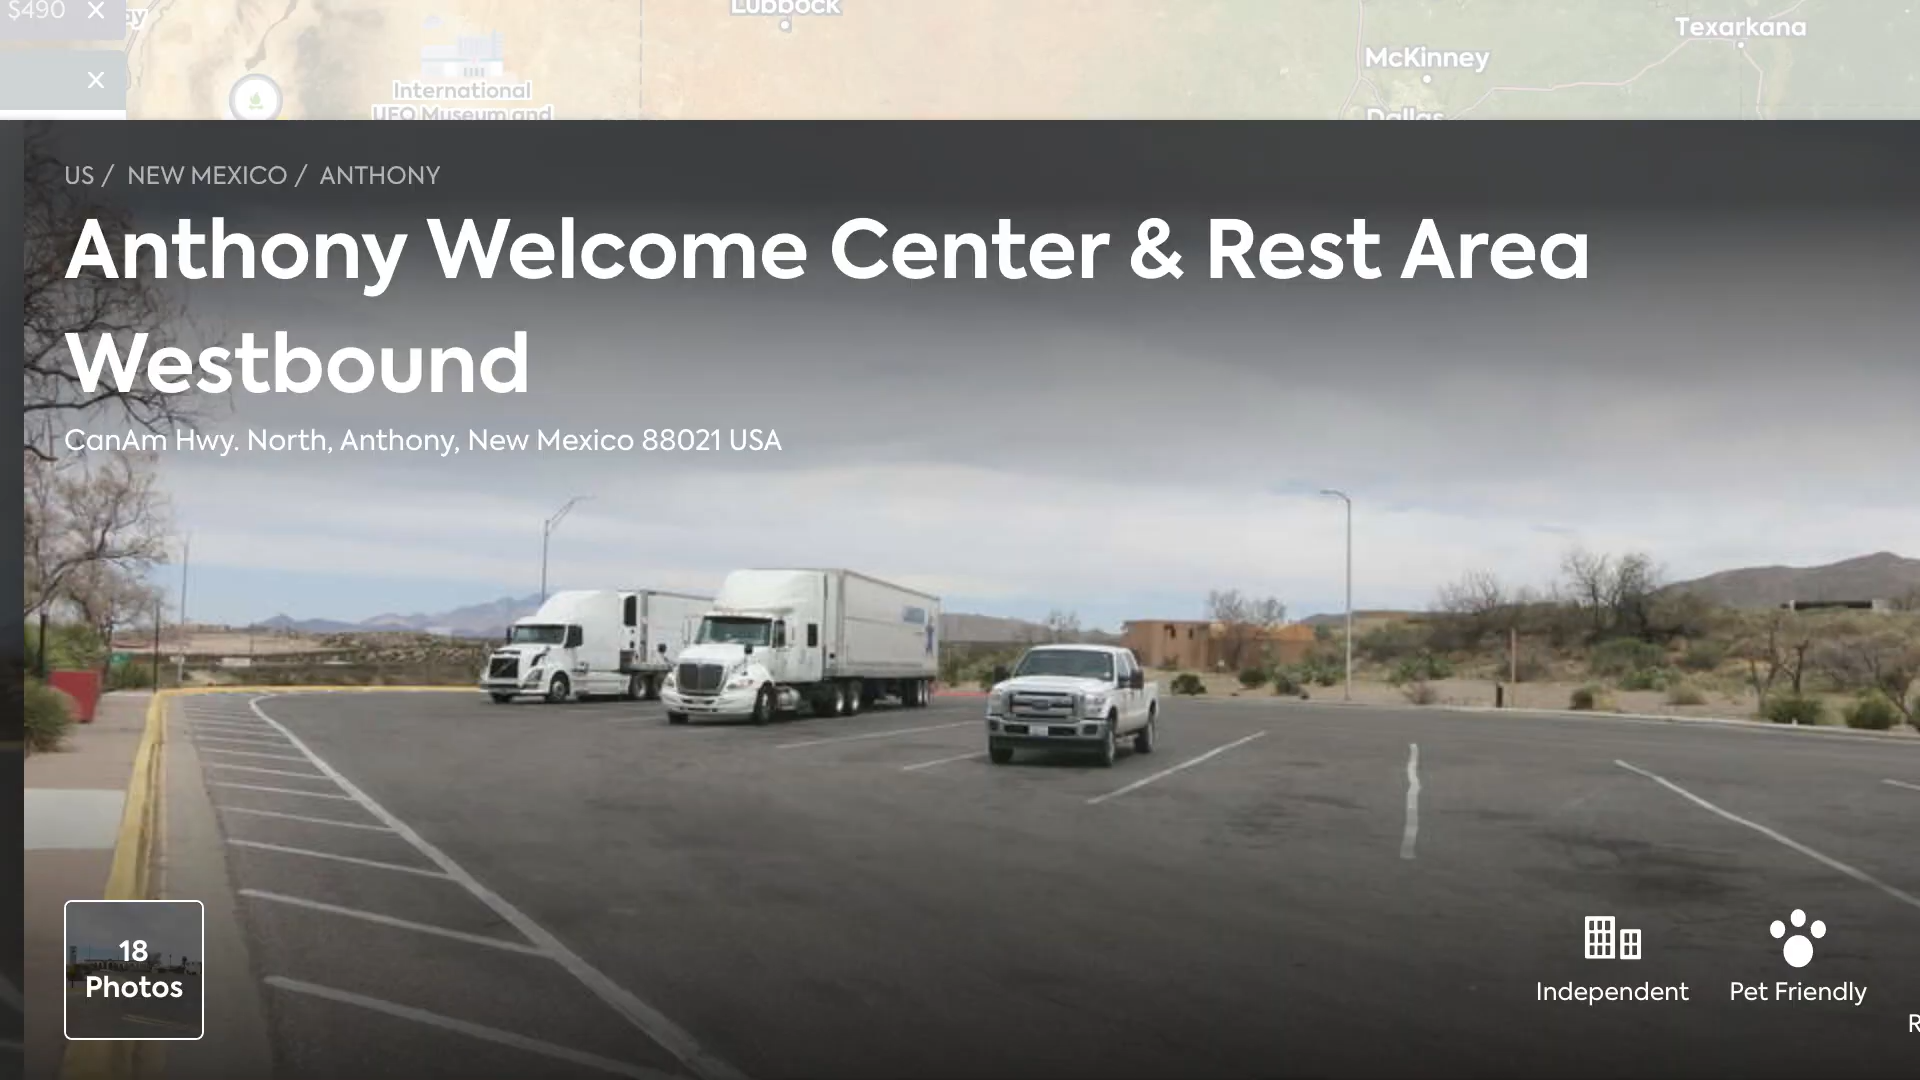 $490
Lubbock
Texarkana
McKinney
International
UFO Museum and
Dallas
US / NEW MEXICO / ANTHONY
Anthony Welcome Center & Rest Area
Westbound
CanAm Hwy. North, Anthony, New Mexico 88021 USA
18
Photos
Independent
Pet Friendly